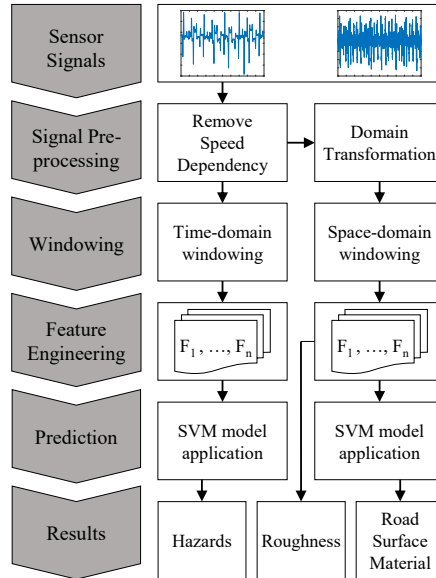 Sensor
Signals
Signal Pre-
processing
Remove
Speed
Dependency
Domain
Transformation
Windowing
Time-domain
windowing
Space-domain
windowing
Feature
Engineering
F1 , …, Fn
F1 , …, Fn
Prediction
SVM model
application
SVM model
application
Results
Hazards
Roughness
Road
Surface
Material